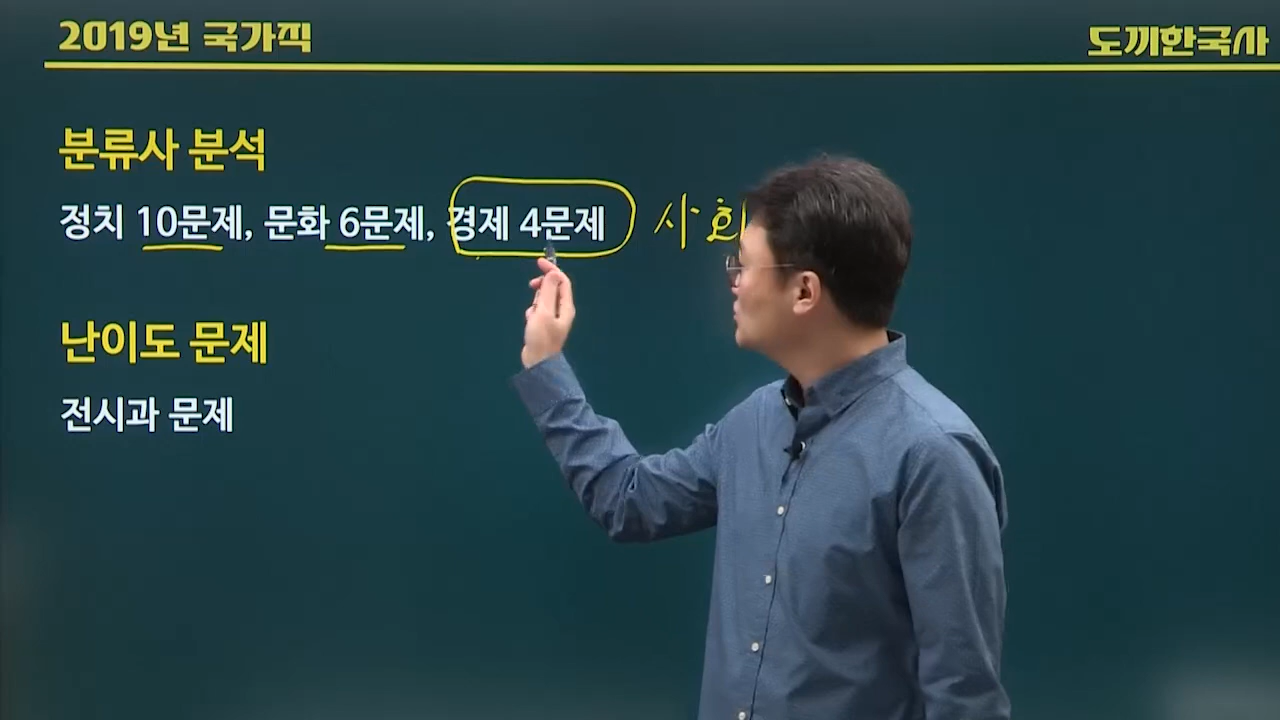 2019년 국가직
도끼한국사
분류사 분석
정치 10문제, 문화 6문제, 경제 4문제 사회
난이도 문제
전시과 문제